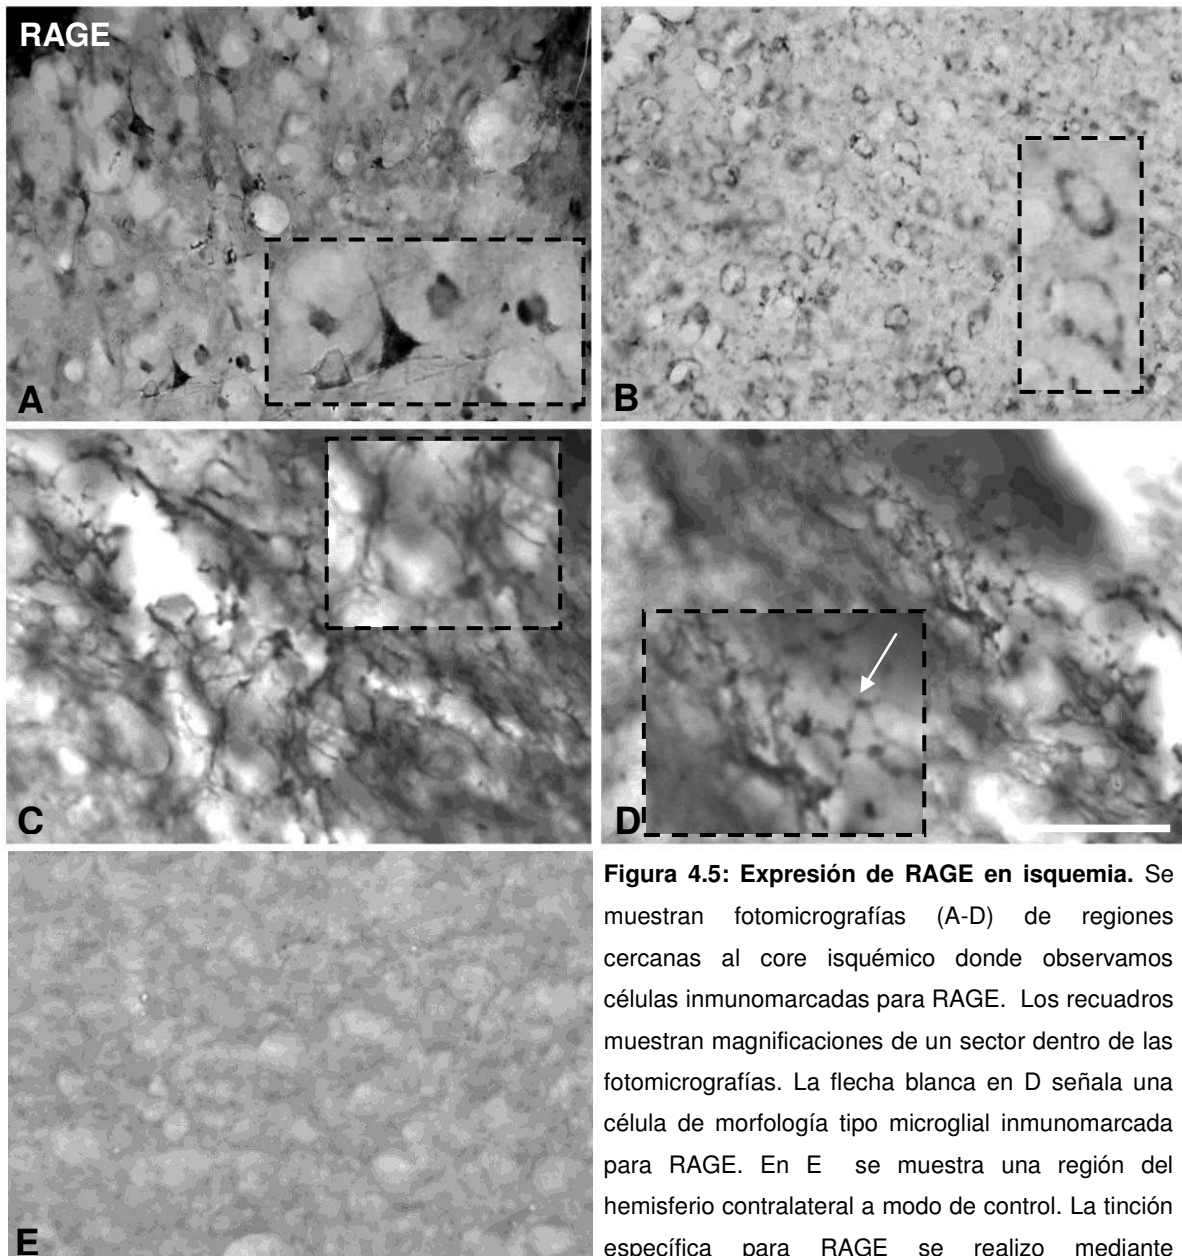 RAGE
A
B
C
D
E
Figura 4.5: Expresión de RAGE en isquemia. Se
muestran fotomicrografías (A-D) de regiones
cercanas al core isquémico donde observamos
células inmunomarcadas para RAGE. Los recuadros
muestran magnificaciones de un sector dentro de las
fotomicrografías. La flecha blanca en D señala una
célula de morfología tipo microglial inmunomarcada
para RAGE. En E se muestra una región del
hemisferio contralateral a modo de control. La tinción
específica para RAGE se realizo mediante